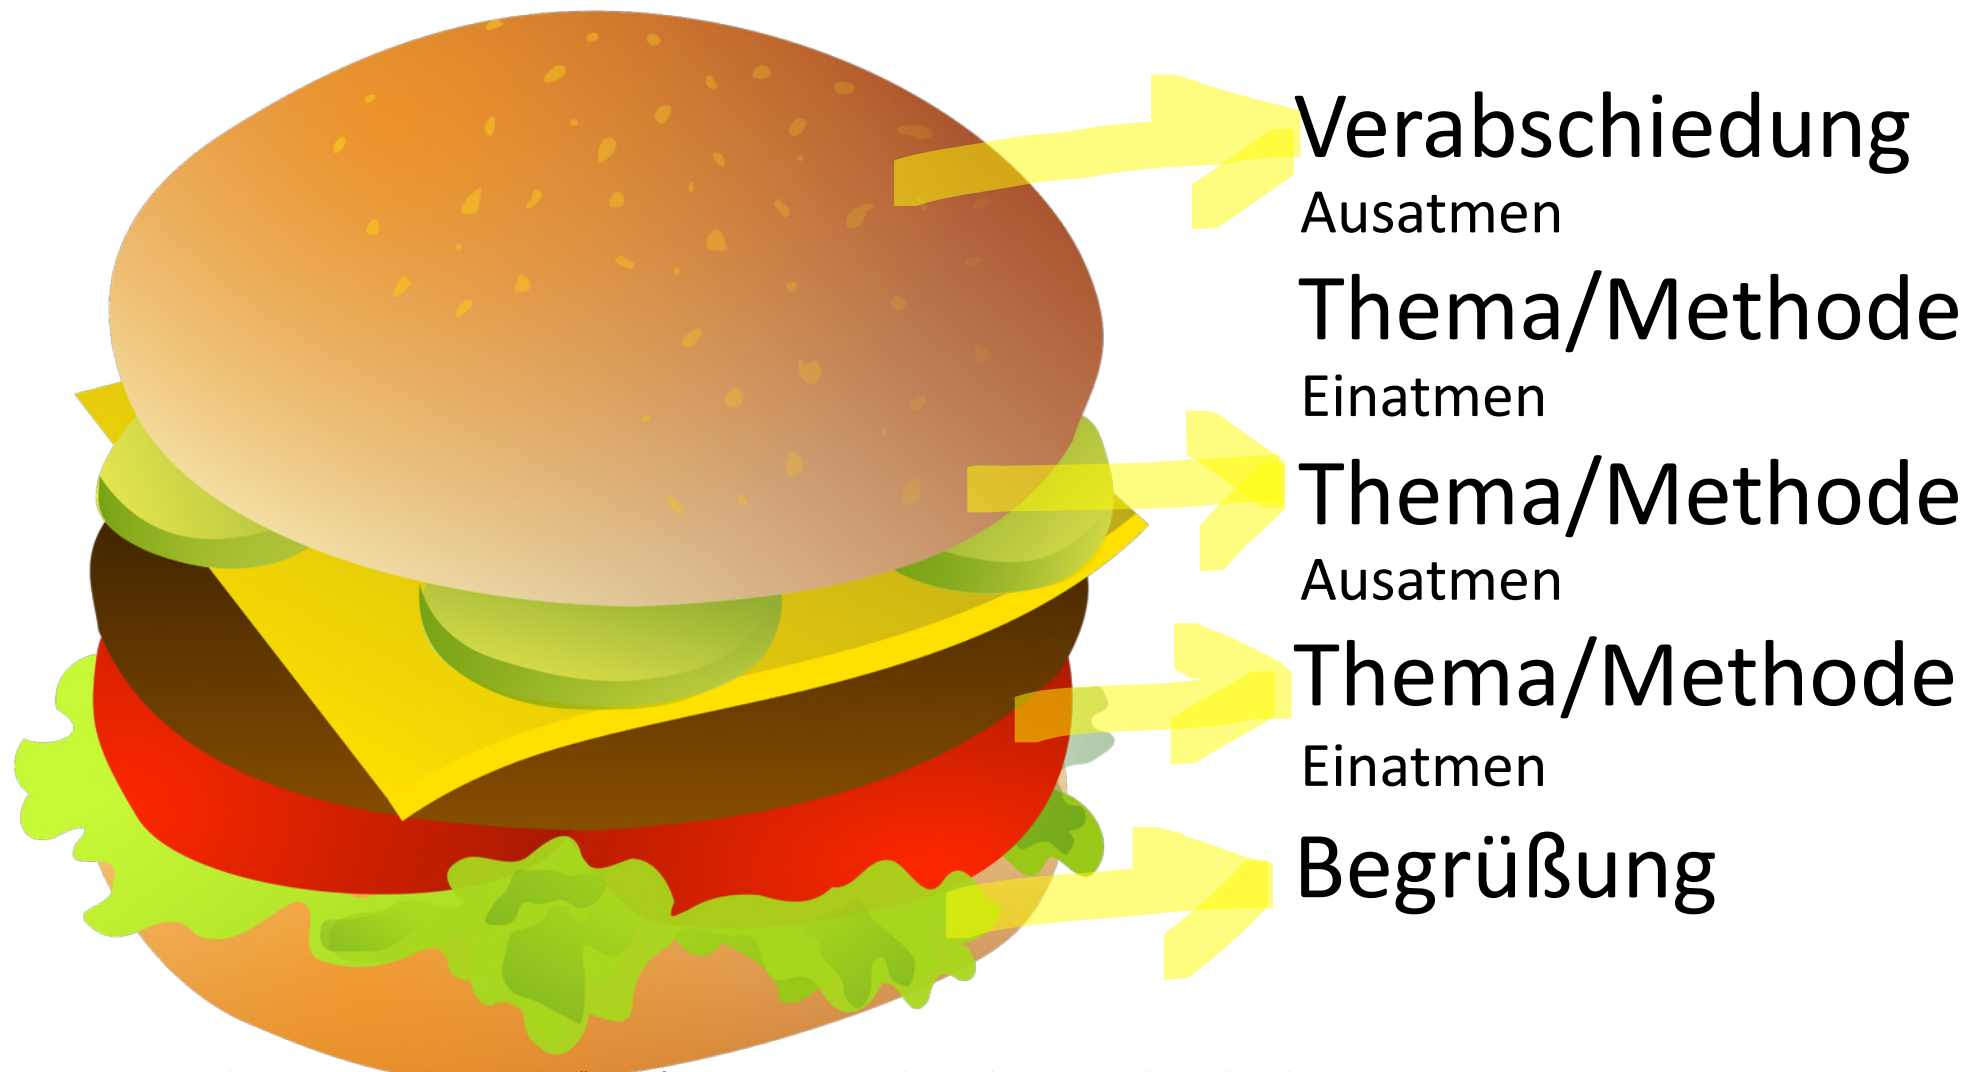 Verabschiedung
Ausatmen
Thema/Methode
Einatmen
Thema/Methode
Ausatmen
Thema/Methode
Einatmen
Begrüßung